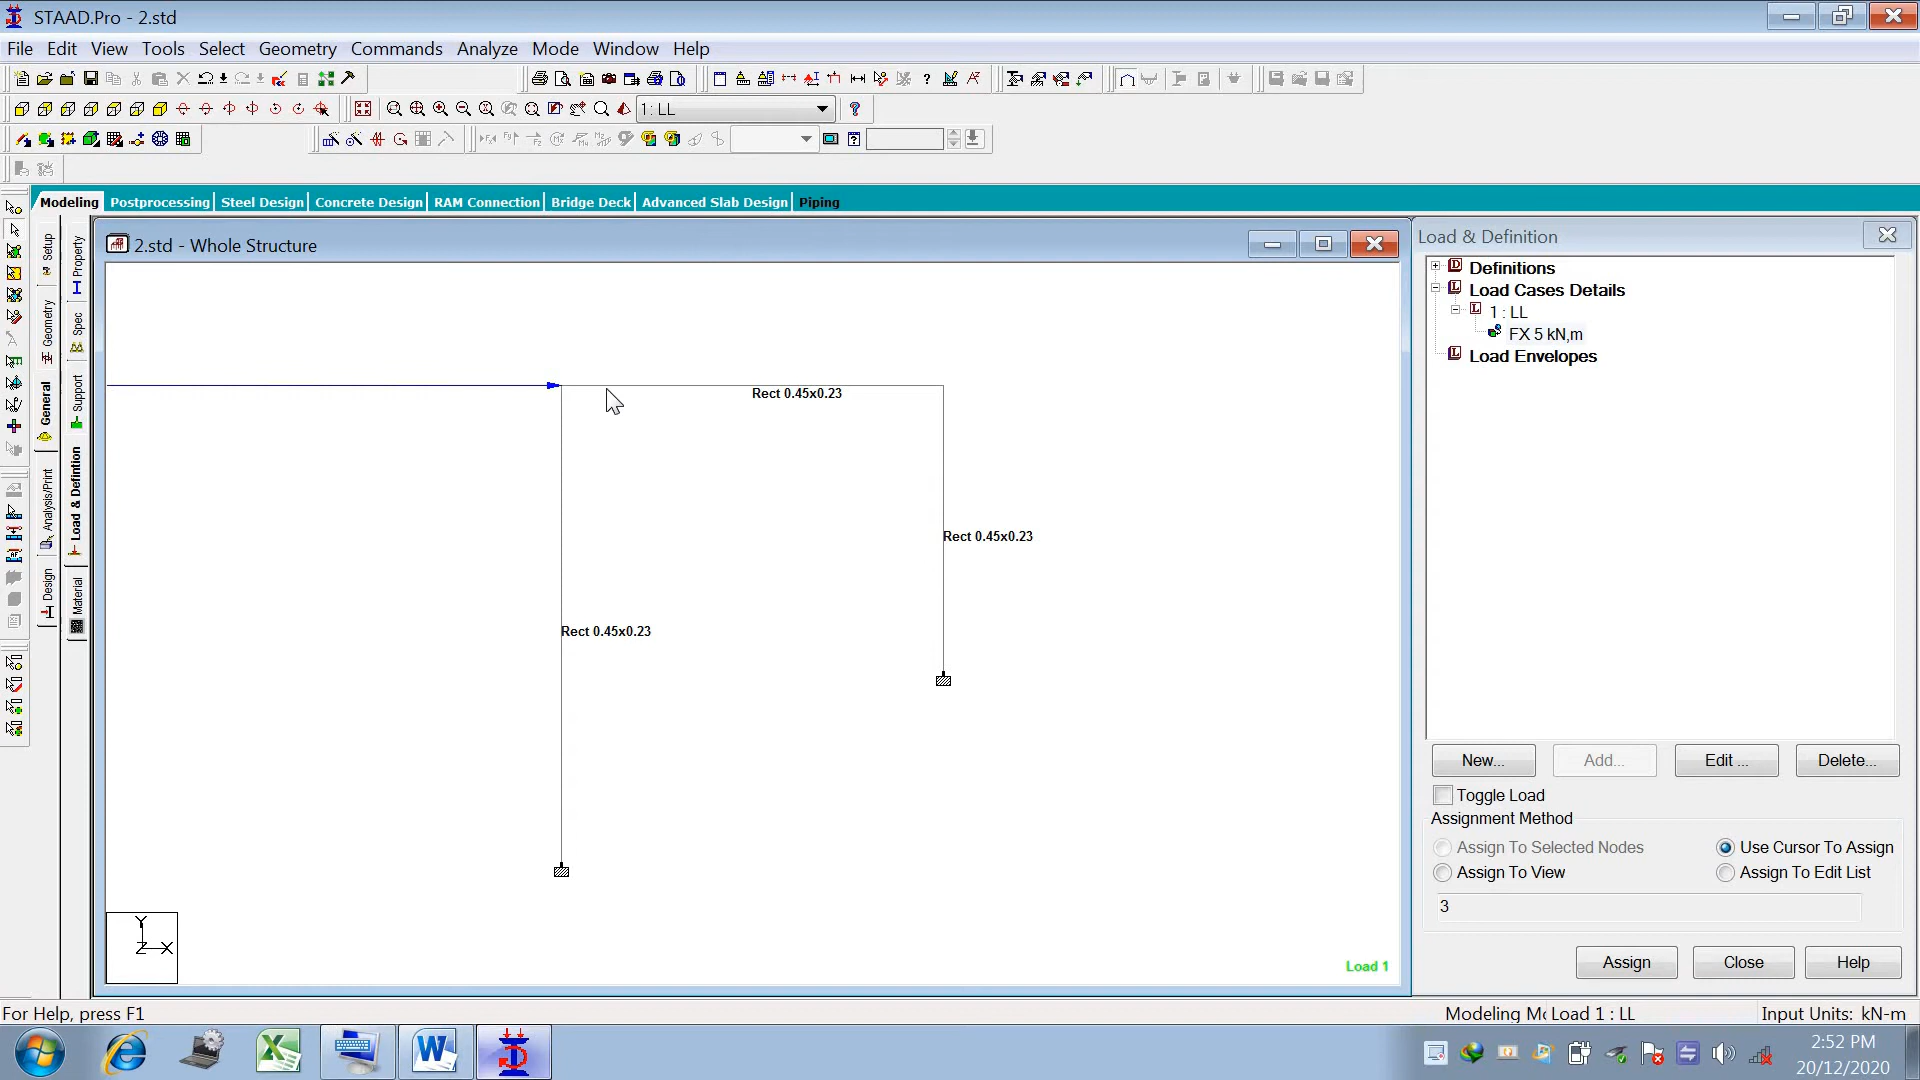 STAAD.Pro - 2.std
File Edit View Tools Select Geometry Commands Analyze Mode Window Help
1: LL
Modeling Postprocessing Steel Design Concrete Design RAM Connection Bridge Deck Advanced Slab Design Piping
2.std - Whole Structure
Setup
Geometry
General
Analysis/Print
Design
Property
Spec
Support
Load & Definition
Material
Rect 0.45x0.23
Rect 0.45x0.23
Rect 0.45x0.23
Y
Z X
Load 1
Load & Definition
Definitions
Load Cases Details
1 : LL
FX 5 kN,m
Load Envelopes
New... Add... Edit ... Delete...
Toggle Load
Assignment Method
Assign To Selected Nodes Use Cursor To Assign
Assign To View Assign To Edit List
3
Assign Close Help
For Help, press F1
Modeling Mo Load 1 : LL Input Units: kN-m
2:52 PM
20/12/2020